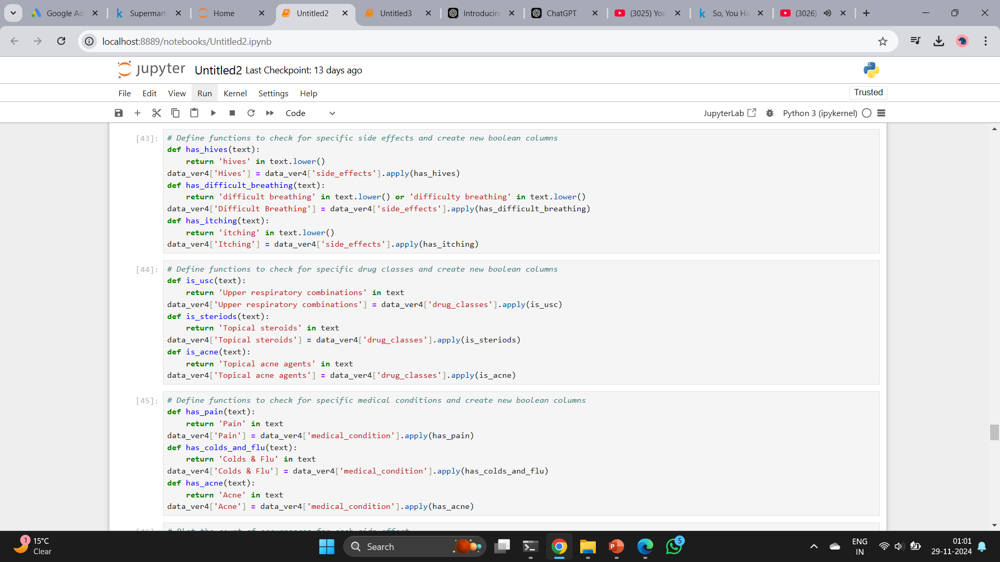 Google Ad
Supermart
Home
Untitled2
Untitled3
Introducin
ChatGPT
(3025) You
So, You Ha
(3026)
localhost:8889/notebooks/Untitled2.ipynb
jupyter Untitled2 Last Checkpoint: 13 days ago
File Edit View Run Kernel Settings Help
Trusted
Code
JupyterLab
Python 3 (ipykernel)
[43]:
# Define functions to check for specific side effects and create new boolean columns
def has_hives(text):
    return 'hives' in text.lower()
data_ver4['Hives'] = data_ver4['side_effects'].apply(has_hives)
def has_difficult_breathing(text):
    return 'difficult breathing' in text.lower() or 'difficulty breathing' in text.lower()
data_ver4['Difficult Breathing'] = data_ver4['side_effects'].apply(has_difficult_breathing)
def has_itching(text):
    return 'itching' in text.lower()
data_ver4['Itching'] = data_ver4['side_effects'].apply(has_itching)
[44]:
# Define functions to check for specific drug classes and create new boolean columns
def is_usc(text):
    return 'Upper respiratory combinations' in text
data_ver4['Upper respiratory combinations'] = data_ver4['drug_classes'].apply(is_usc)
def is_steriods(text):
    return 'Topical steroids' in text
data_ver4['Topical steroids'] = data_ver4['drug_classes'].apply(is_steriods)
def is_acne(text):
    return 'Topical acne agents' in text
data_ver4['Topical acne agents'] = data_ver4['drug_classes'].apply(is_acne)
[45]:
# Define functions to check for specific medical conditions and create new boolean columns
def has_pain(text):
    return 'Pain' in text
data_ver4['Pain'] = data_ver4['medical_condition'].apply(has_pain)
def has_colds_and_flu(text):
    return 'Colds & Flu' in text
data_ver4['Colds & Flu'] = data_ver4['medical_condition'].apply(has_colds_and_flu)
def has_acne(text):
    return 'Acne' in text
data_ver4['Acne'] = data_ver4['medical_condition'].apply(has_acne)
[46]:
# Plot the count of occurrences for each side effect
1
15°C
Clear
Search
5
ENG
IN
01:01
29-11-2024